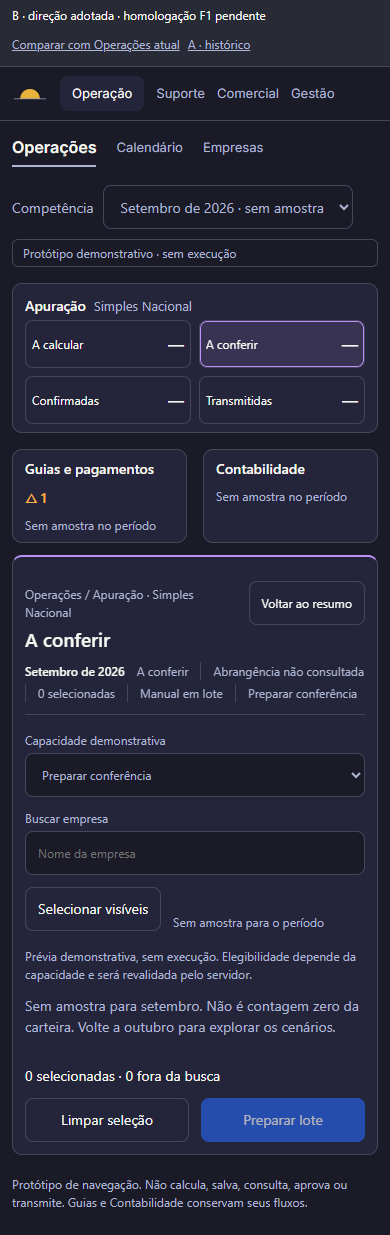 B · direção adotada · homologação F1 pendente
Comparar com Operações atual A · histórico
Operação Suporte Comercial Gestão
Operações Calendário Empresas
Competência Setembro de 2026 · sem amostra
Protótipo demonstrativo · sem execução
Apuração Simples Nacional
A calcular —
A conferir —
Confirmadas —
Transmitidas —
Guias e pagamentos
△ 1
Sem amostra no período
Contabilidade
Sem amostra no período
Operações / Apuração · Simples
Nacional
Voltar ao resumo
A conferir
Setembro de 2026 A conferir Abrangência não consultada
0 selecionadas Manual em lote Preparar conferência
Capacidade demonstrativa
Preparar conferência
Buscar empresa
Nome da empresa
Selecionar visíveis Sem amostra para o período
Prévia demonstrativa, sem execução. Elegibilidade depende da
capacidade e será revalidada pelo servidor.
Sem amostra para setembro. Não é contagem zero da
carteira. Volte a outubro para explorar os cenários.
0 selecionadas · 0 fora da busca
Limpar seleção Preparar lote
Protótipo de navegação. Não calcula, salva, consulta, aprova ou
transmite. Guias e Contabilidade conservam seus fluxos.